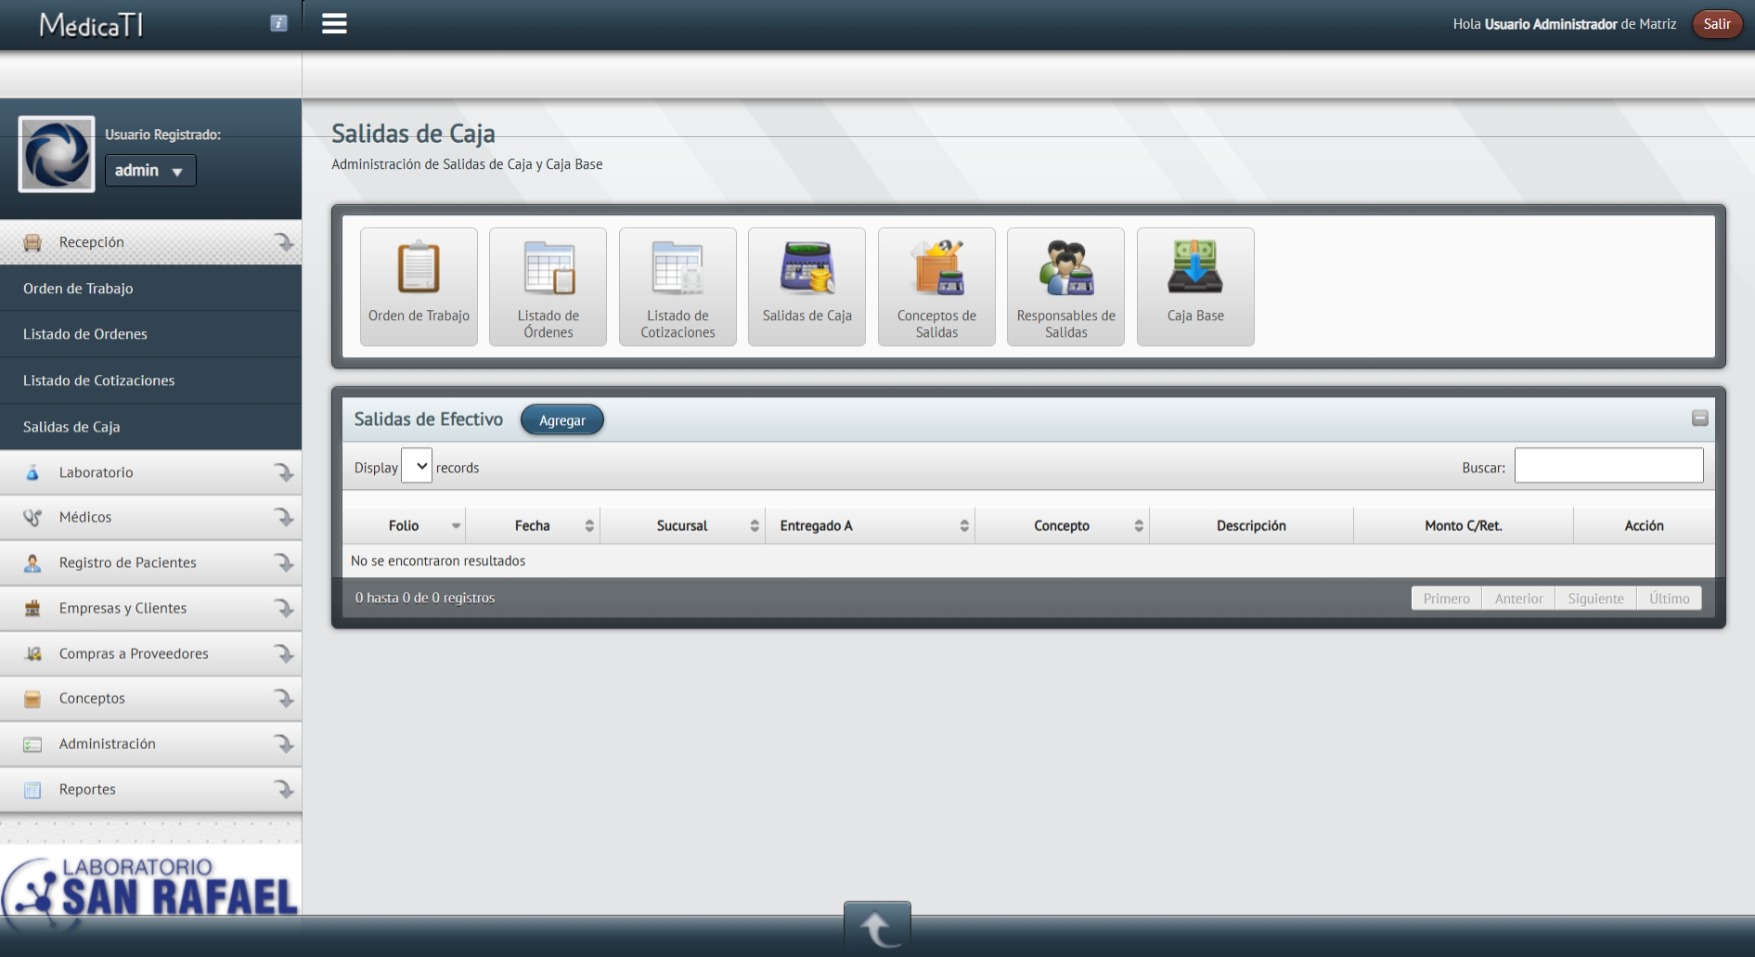 MédicaTI
Hola Usuario Administrador de Matriz
Salir
Usuario Registrado:
admin
Recepción
Orden de Trabajo
Listado de Ordenes
Listado de Cotizaciones
Salidas de Caja
Laboratorio
Médicos
Registro de Pacientes
Empresas y Clientes
Compras a Proveedores
Conceptos
Administración
Reportes
LABORATORIO
SAN RAFAEL
Salidas de Caja
Administración de Salidas de Caja y Caja Base
Orden de Trabajo
Listado de
Órdenes
Listado de
Cotizaciones
Salidas de Caja
Conceptos de
Salidas
Responsables de
Salidas
Caja Base
Salidas de Efectivo
Agregar
Display records
Buscar:
Folio Fecha Sucursal Entregado A Concepto Descripción Monto C/Ret. Acción
No se encontraron resultados
0 hasta 0 de 0 registros
Primero Anterior Siguiente Último